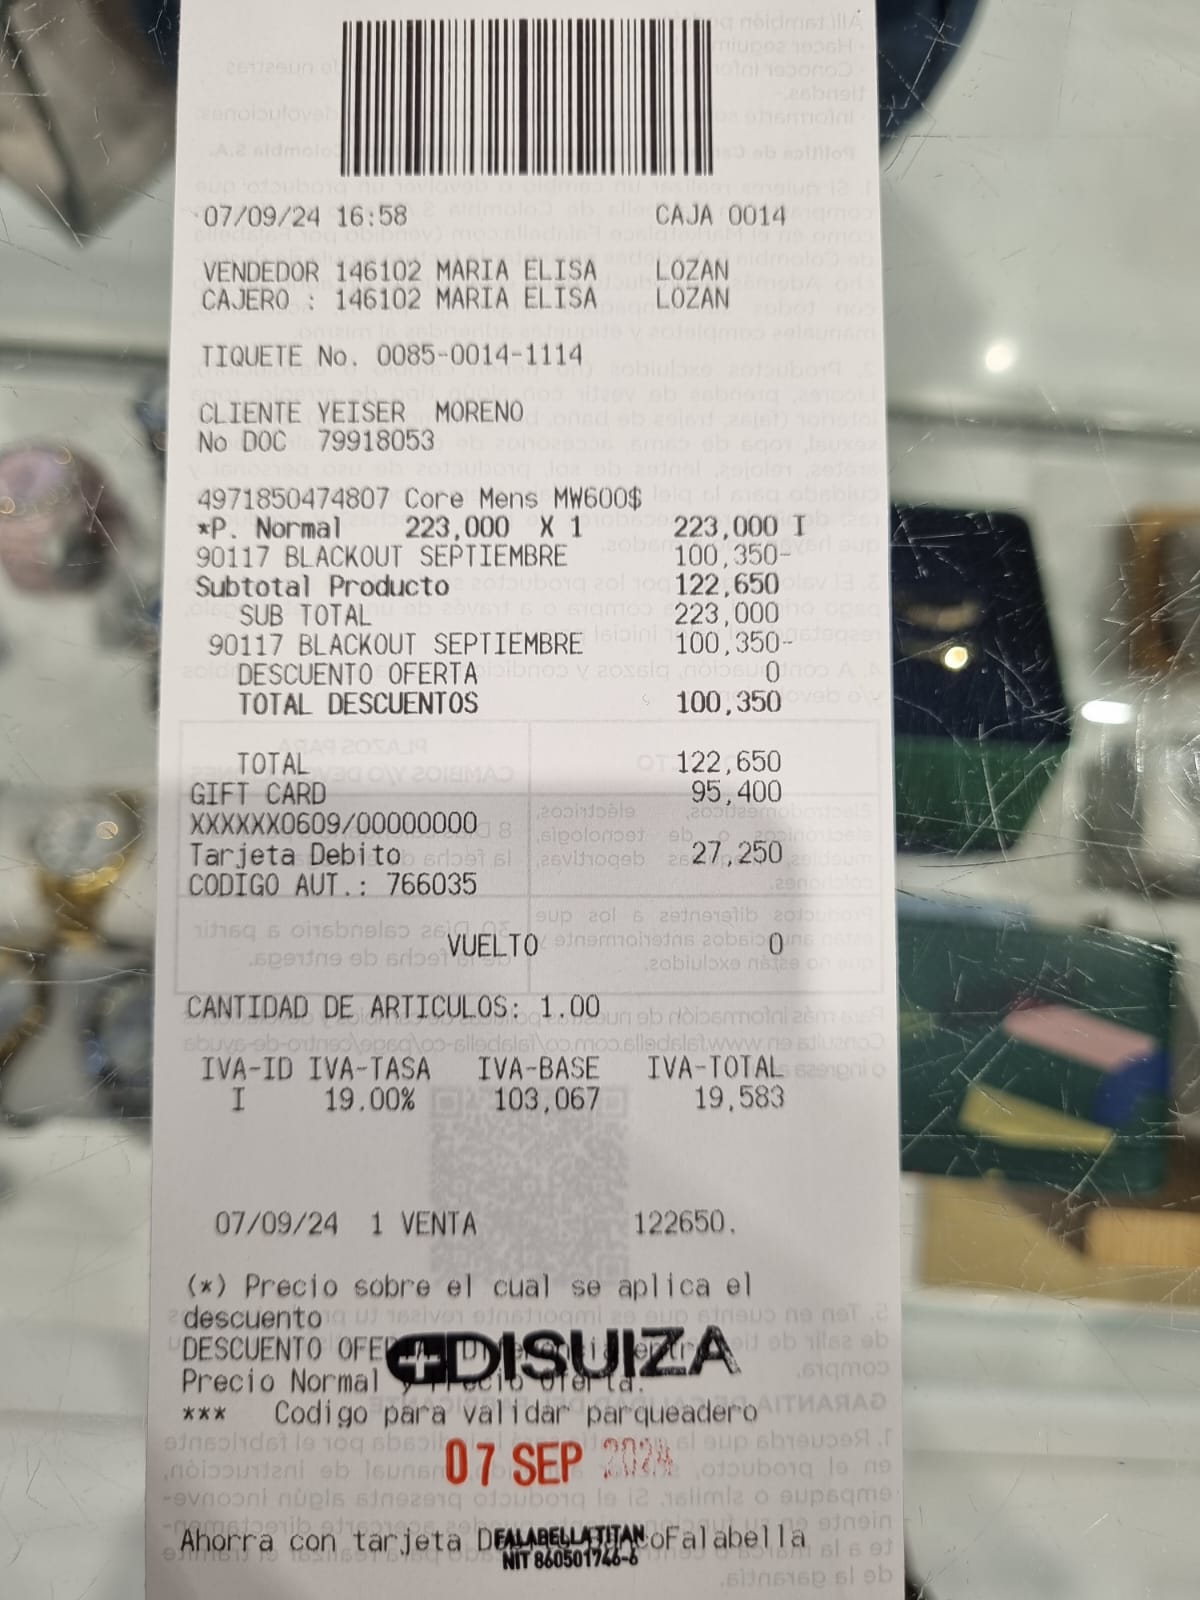 07/09/24 16:58 CAJA 0014
VENDEDOR 146102 MARIA ELISA LOZAN
CAJERO : 146102 MARIA ELISA LOZAN
TIQUETE No. 0085-0014-1114
CLIENTE YEISER MORENO
No DOC 79918053
4971850474807 Core Mens MW600$
*P. Normal 223,000 X 1 223,000 I
90117 BLACKOUT SEPTIEMBRE 100,350-
Subtotal Producto 122,650
SUB TOTAL 223,000
90117 BLACKOUT SEPTIEMBRE 100,350-
DESCUENTO OFERTA 0
TOTAL DESCUENTOS 100,350
TOTAL 122,650
GIFT CARD 95,400
XXXXXX0609/00000000
Tarjeta Debito 27,250
CODIGO AUT.: 766035
VUELTO 0
CANTIDAD DE ARTICULOS: 1.00
IVA-ID IVA-TASA IVA-BASE IVA-TOTAL
I 19.00% 103,067 19,583
07/09/24 1 VENTA 122650.
(*) Precio sobre el cual se aplica el
descuento
DESCUENTO
DISUIZA
Precio Normal y Precio Oferta.
*** Codigo para validar parqueadero
07 SEP 2024
Ahorra con tarjeta
FALABELLA TITAN
NIT 860501746-6